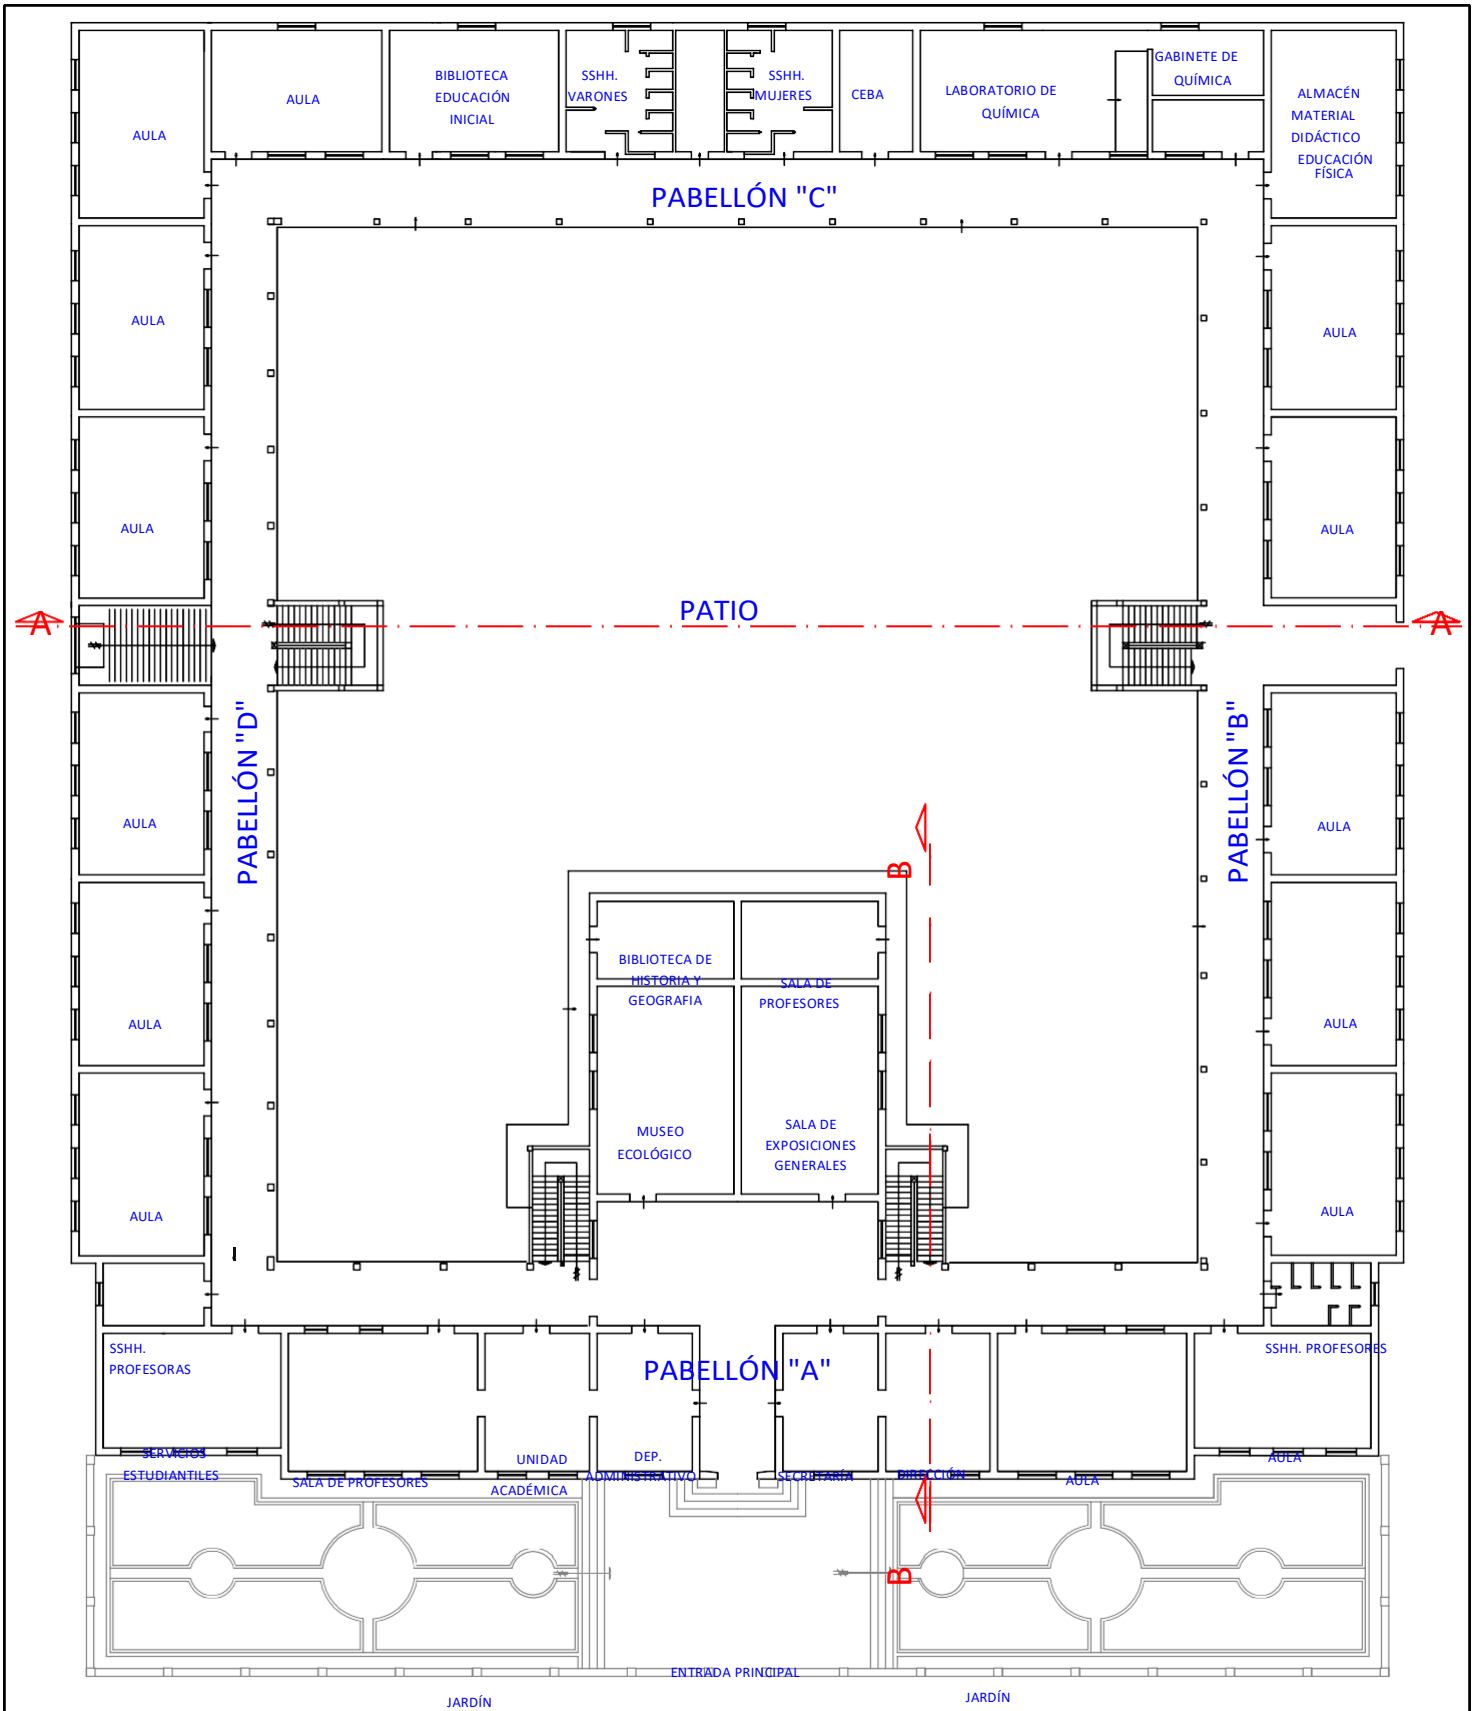 AULA
BIBLIOTECA
EDUCACIÓN
INICIAL
SSHH.
VARONES
SSHH.
MUJERES
CEBA
LABORATORIO DE
QUÍMICA
GABINETE DE
QUÍMICA
ALMACÉN
MATERIAL
DIDÁCTICO
EDUCACIÓN
FÍSICA
AULA
PABELLÓN "C"
AULA
AULA
AULA
AULA
PATIO
A
A
PABELLÓN "D"
PABELLÓN "B"
AULA
AULA
B
BIBLIOTECA DE
HISTORIA Y
GEOGRAFIA
SALA DE
PROFESORES
AULA
AULA
MUSEO
ECOLÓGICO
SALA DE
EXPOSICIONES
GENERALES
AULA
AULA
SSHH.
PROFESORAS
PABELLÓN "A"
SSHH. PROFESORES
SERVICIOS
ESTUDIANTILES
SALA DE PROFESORES
UNIDAD
ACADÉMICA
DEP.
ADMINISTRATIVO
SECRETARÍA
DIRECCIÓN
AULA
AULA
B
ENTRADA PRINCIPAL
JARDÍN
JARDÍN